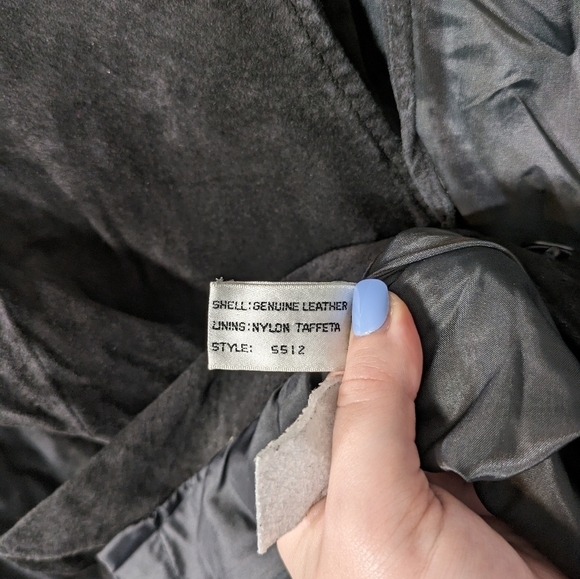 SHELL: GENUINE LEATHER
LINING: NYLON TAFFETA
STYLE: 5512